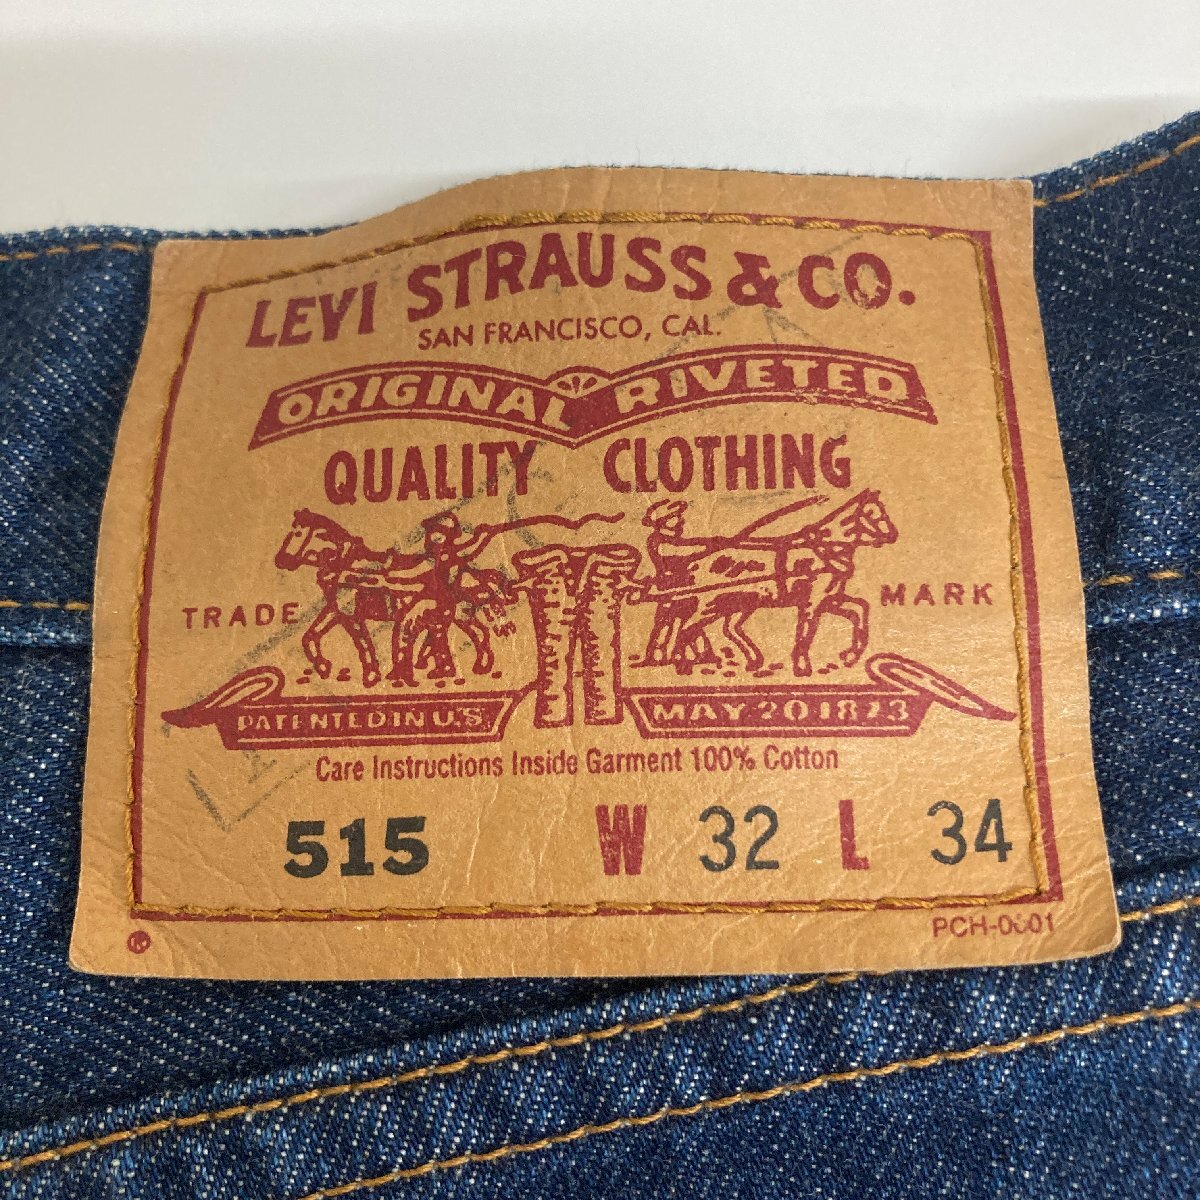 LEVI STRAUSS & CO.
SAN FRANCISCO, CAL.
ORIGINAL RIVETED
QUALITY CLOTHING
TRADE MARK
PATENTED IN U.S. MAY 20 1873
Care Instructions Inside Garment 100% Cotton
515 W 32 L 34
® PCH-0001